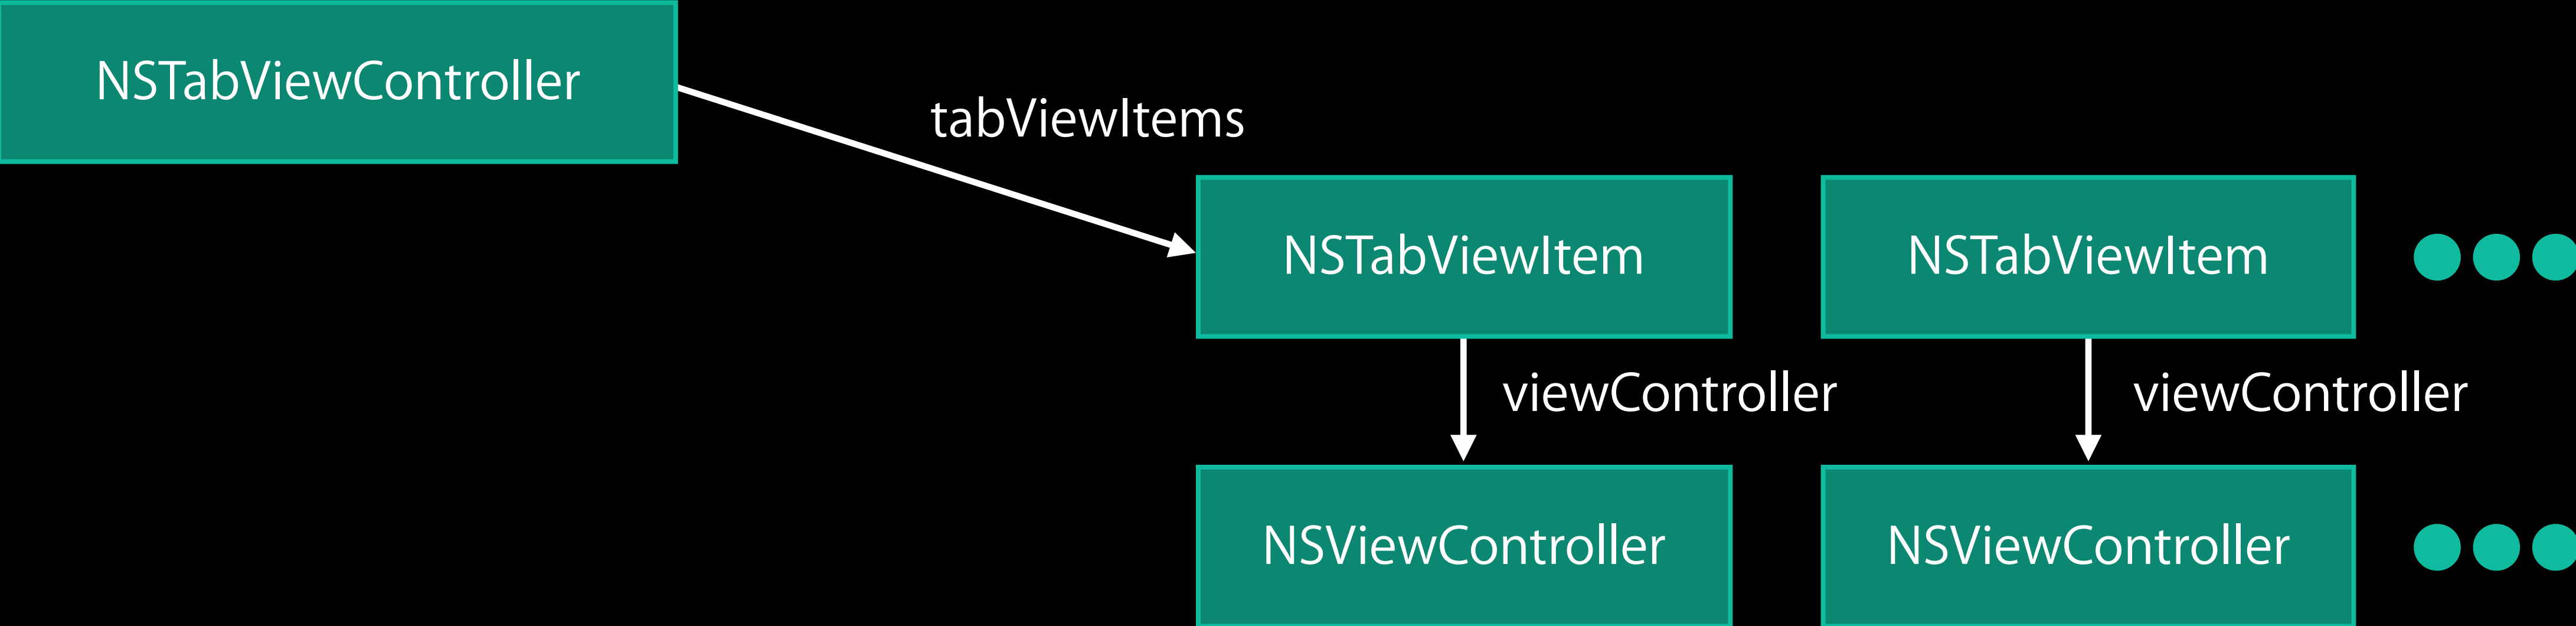 NSTabViewController
tabViewItems
NSTabViewItem
NSTabViewItem
viewController
viewController
NSViewController
NSViewController